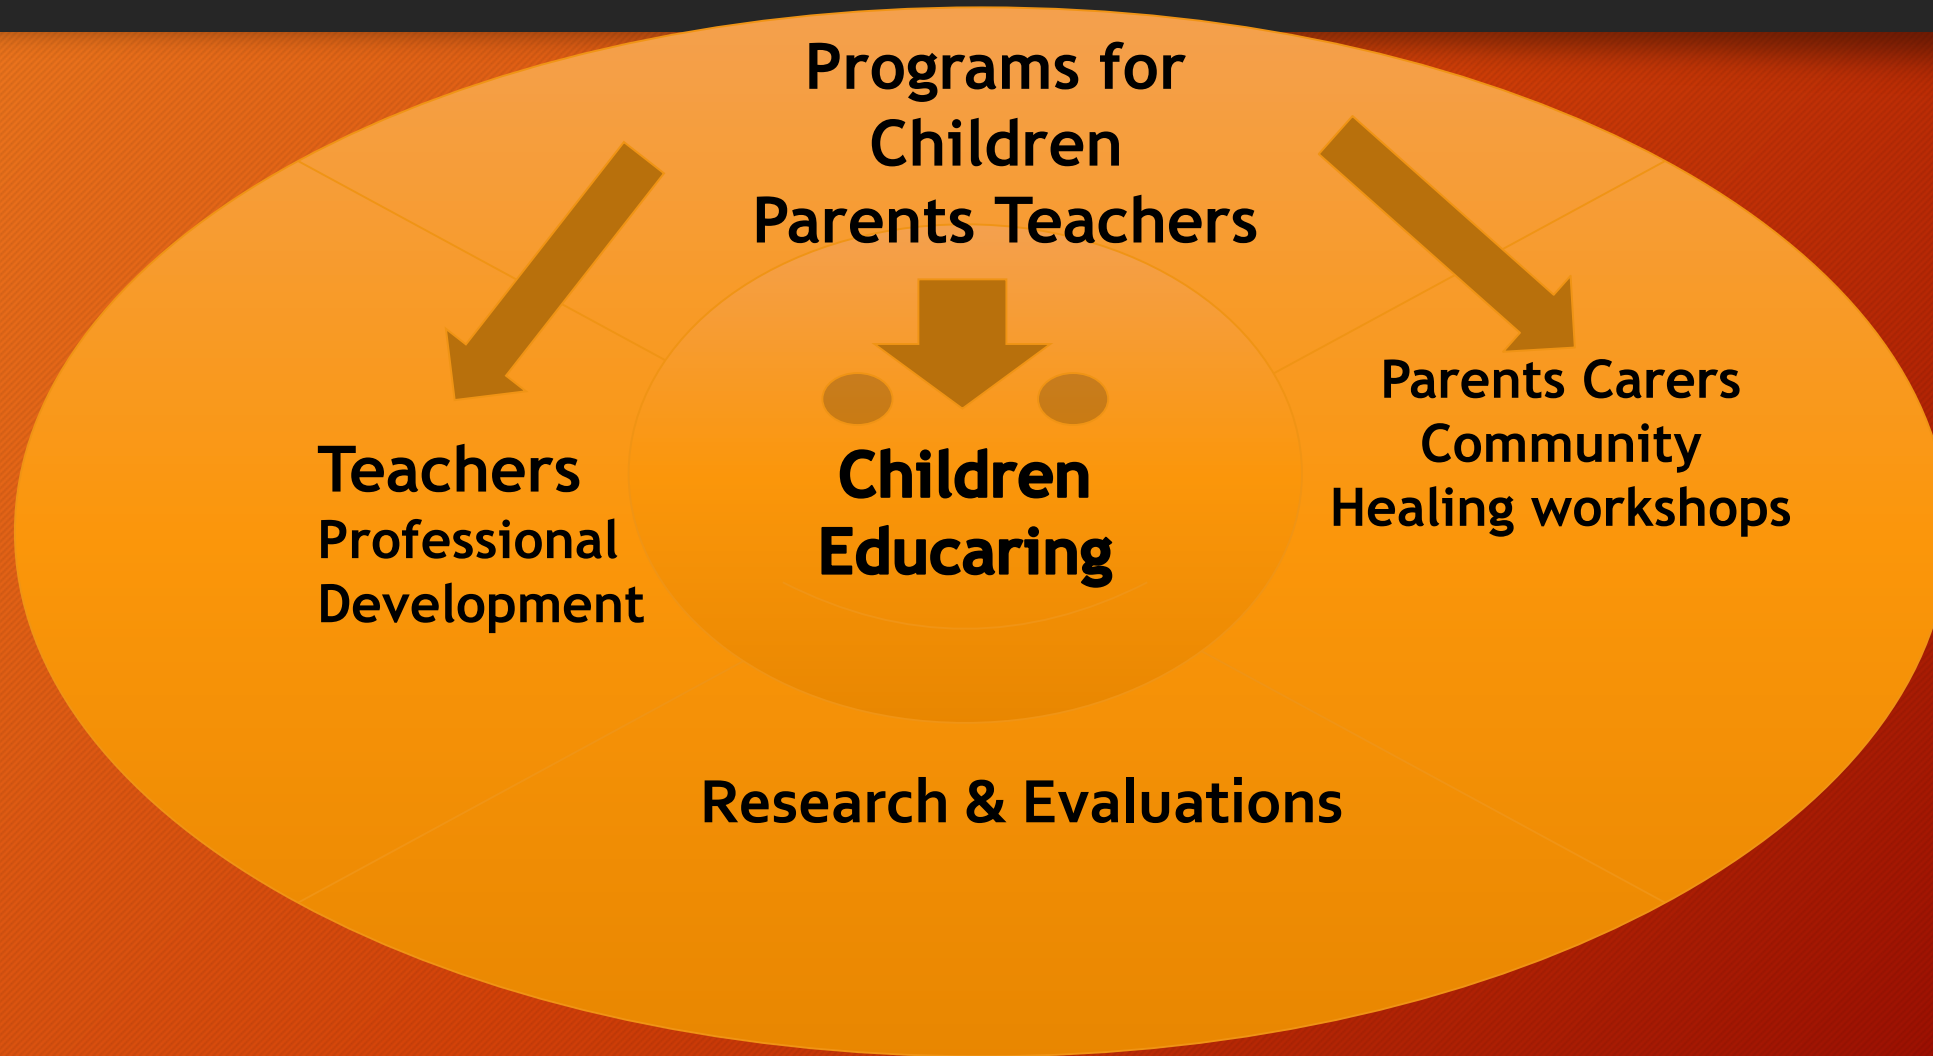 Programs for
Children
Parents Teachers
Teachers
Professional
Development
Children
Educaring
Parents Carers
Community
Healing workshops
Research & Evaluations